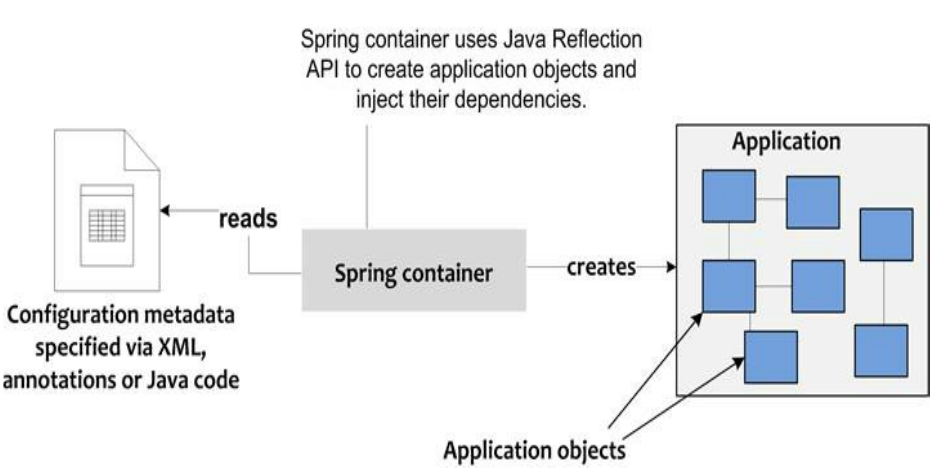 Spring container uses Java Reflection
API to create application objects and
inject their dependencies.
Application
reads
Spring container
creates
Configuration metadata
specified via XML,
annotations or Java code
Application objects